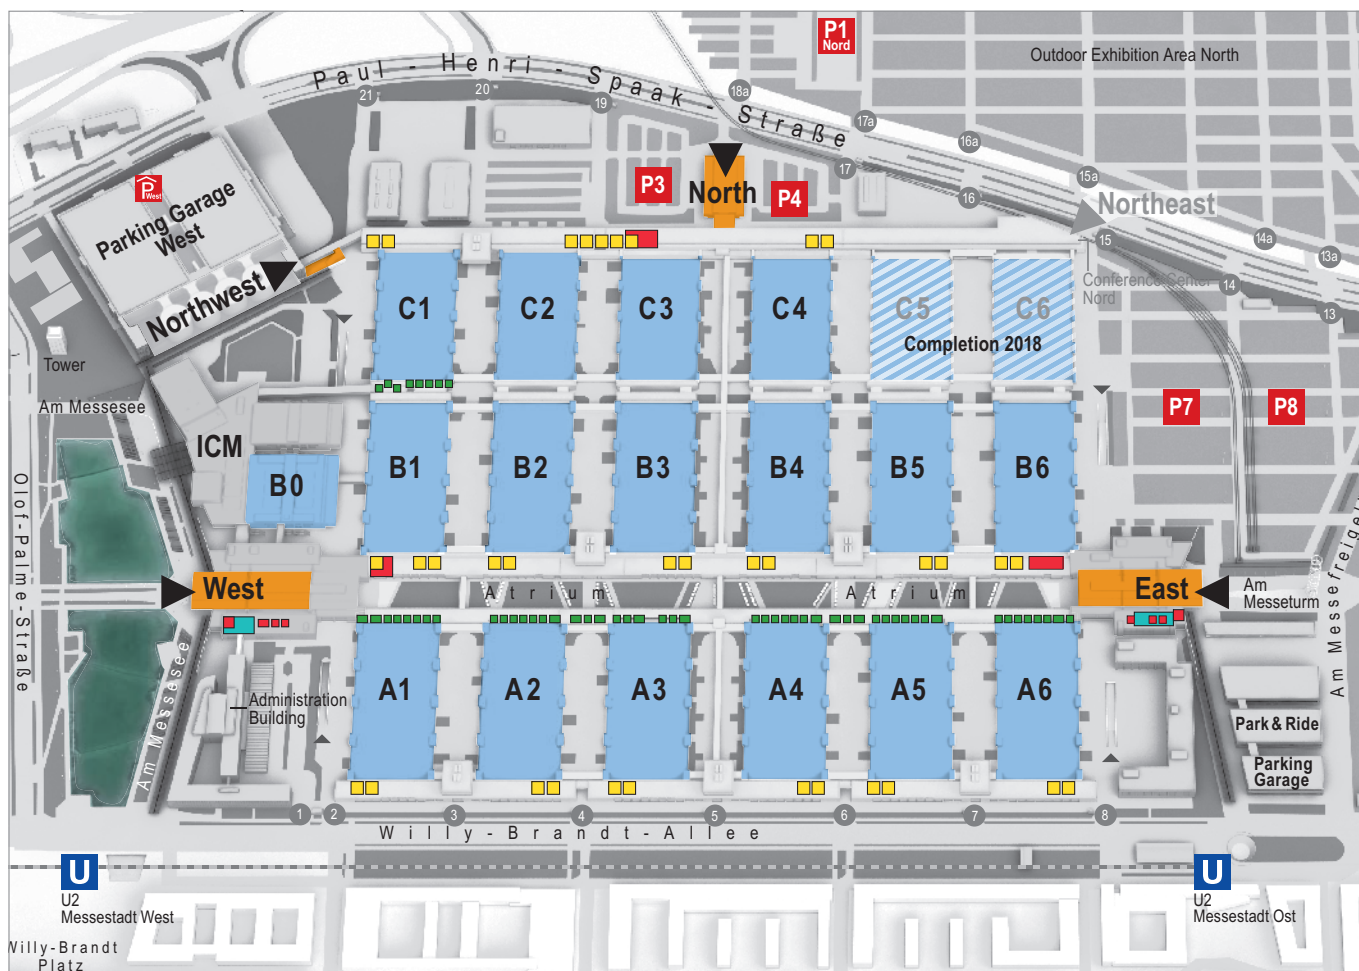 P1
Nord
Outdoor Exhibition Area North
Paul - Henri - Spaak - Straße
21
20
19
18a
17a
16a
15a
14a
13a
17
16
15
14
13
P
West
Parking Garage
West
P3
North
P4
Northeast
Northwest
Conference Center
Nord
C1
C2
C3
C4
C5
C6
Completion 2018
Tower
Am Messesee
ICM
B0
B1
B2
B3
B4
B5
B6
P7
P8
Olof-Palme-Straße
West
Atrium
Atrium
East
Am
Messeturm
Am Messefreigel
Am Messesee
Administration
Building
A1
A2
A3
A4
A5
A6
Park & Ride
Parking
Garage
1
2
3
4
5
6
7
8
Willy-Brandt-Allee
U
U2
Messestadt West
U
U2
Messestadt Ost
Willy-Brandt
Platz